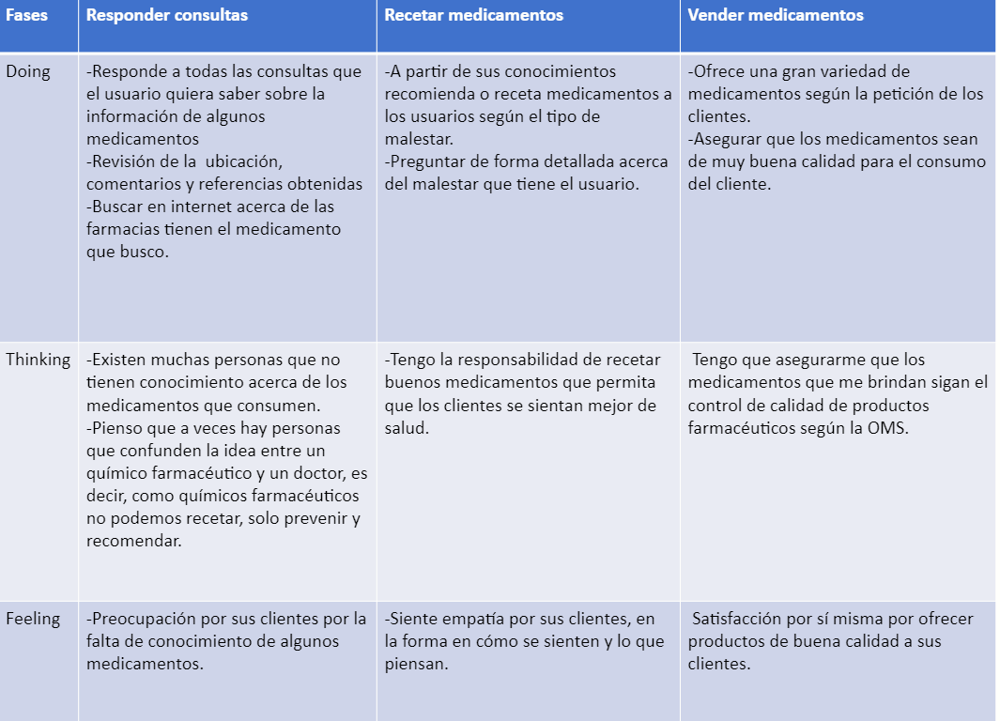 Fases
Responder consultas
Recetar medicamentos
Vender medicamentos
Doing
-Responde a todas las consultas que
el usuario quiera saber sobre la
información de algunos
medicamentos
-Revisión de la  ubicación,
comentarios y referencias obtenidas
-Buscar en internet acerca de las
farmacias tienen el medicamento
que busco.
-A partir de sus conocimientos
recomienda o receta medicamentos a
los usuarios según el tipo de
malestar.
-Preguntar de forma detallada acerca
del malestar que tiene el usuario.
-Ofrece una gran variedad de
medicamentos según la petición de los
clientes.
-Asegurar que los medicamentos sean
de muy buena calidad para el consumo
del cliente.
Thinking
-Existen muchas personas que no
tienen conocimiento acerca de los
medicamentos que consumen.
-Pienso que a veces hay personas
que confunden la idea entre un
químico farmacéutico y un doctor, es
decir, como químicos farmacéuticos
no podemos recetar, solo prevenir y
recomendar.
-Tengo la responsabilidad de recetar
buenos medicamentos que permita
que los clientes se sientan mejor de
salud.
Tengo que asegurarme que los
medicamentos que me brindan sigan el
control de calidad de productos
farmacéuticos según la OMS.
Feeling
-Preocupación por sus clientes por la
falta de conocimiento de algunos
medicamentos.
-Siente empatía por sus clientes, en
la forma en cómo se sienten y lo que
piensan.
Satisfacción por sí misma por ofrecer
productos de buena calidad a sus
clientes.